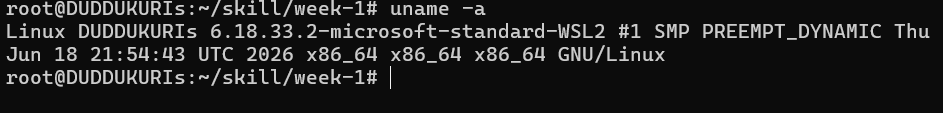 root@DUDDUKURIs:~/skill/week-1# uname -a
Linux DUDDUKURIs 6.18.33.2-microsoft-standard-WSL2 #1 SMP PREEMPT_DYNAMIC Thu
Jun 18 21:54:43 UTC 2026 x86_64 x86_64 x86_64 GNU/Linux
root@DUDDUKURIs:~/skill/week-1#